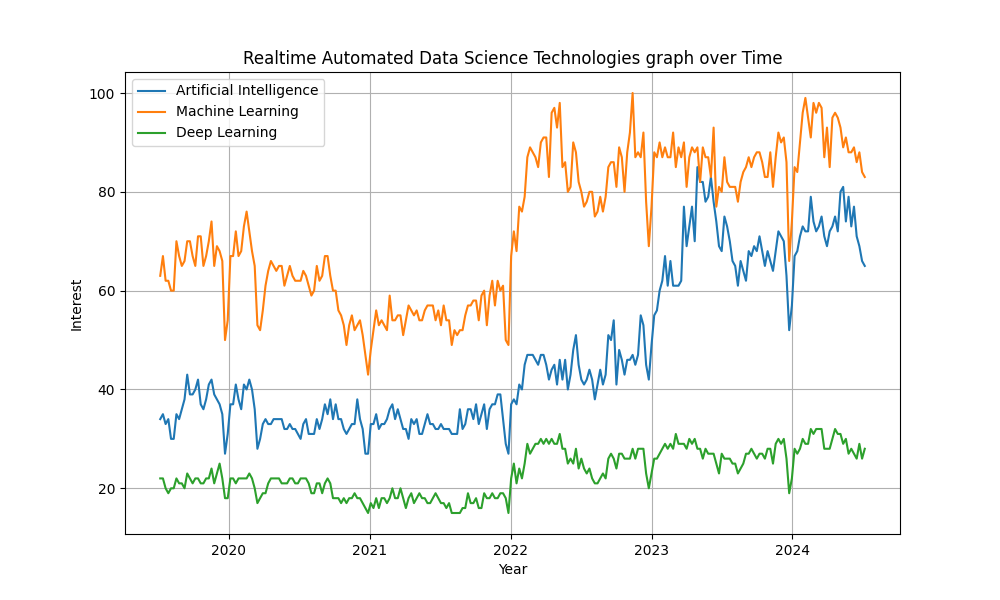 Realtime Automated Data Science Technologies graph over Time
Artificial Intelligence
Machine Learning
Deep Learning
100
80
60
40
20
Interest
2020 2021 2022 2023 2024
Year